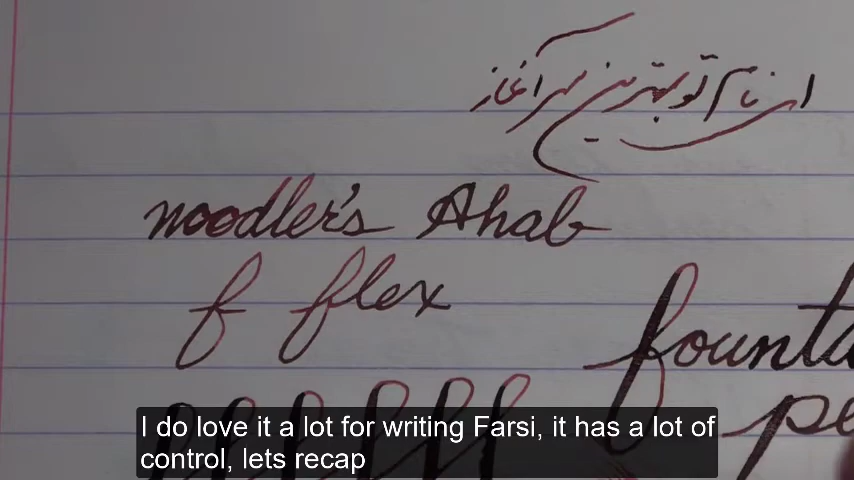 ای نام تو بهترین سرآغاز
noodler's Ahab
f flex
founta
pe
llllll
I do love it a lot for writing Farsi, it has a lot of
control, lets recap